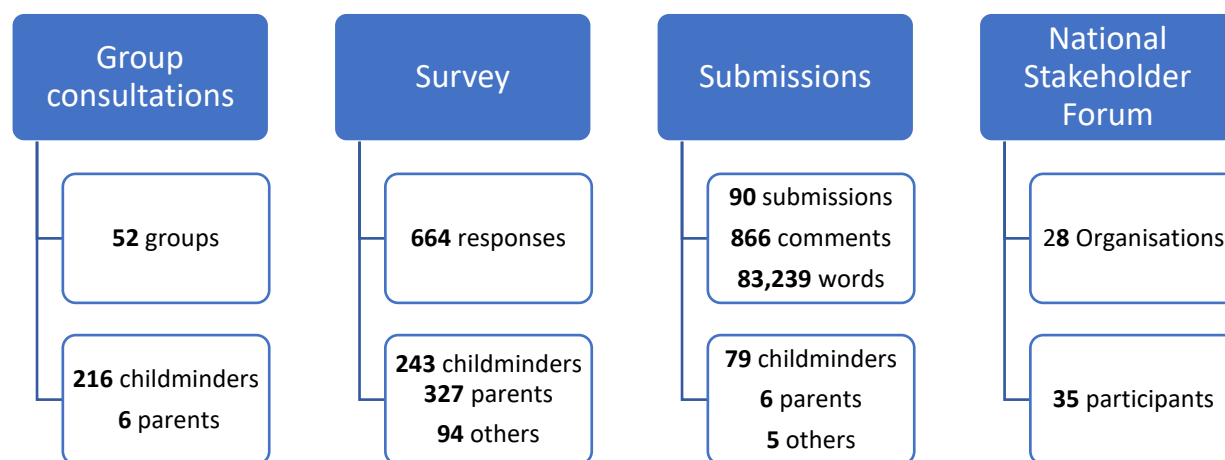 Group
consultations
52 groups
216 childminders
6 parents
Survey
664 responses
243 childminders
327 parents
94 others
Submissions
90 submissions
866 comments
83,239 words
79 childminders
6 parents
5 others
National
Stakeholder
Forum
28 Organisations
35 participants